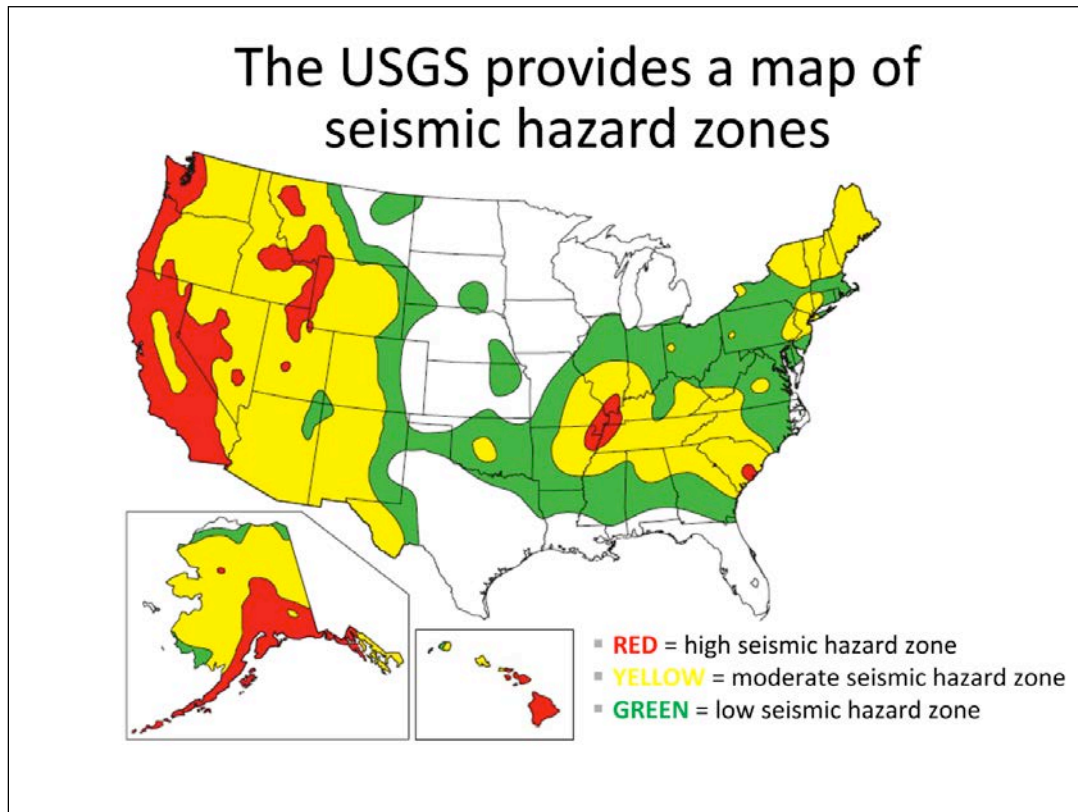 The USGS provides a map of
seismic hazard zones
RED = high seismic hazard zone
YELLOW = moderate seismic hazard zone
GREEN = low seismic hazard zone